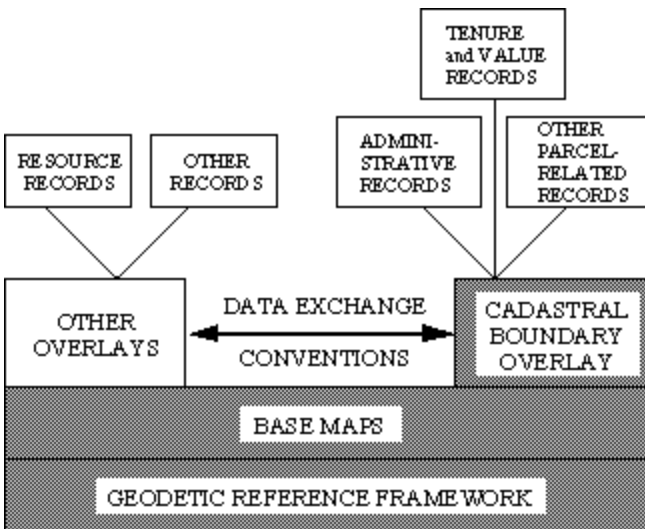 TENURE
and VALUE
RECORDS
RESOURCE
RECORDS
OTHER
RECORDS
ADMINI-
STRATIVE
RECORDS
OTHER
PARCEL-
RELATED
RECORDS
OTHER
OVERLAYS
DATA EXCHANGE
CONVENTIONS
CADASTRAL
BOUNDARY
OVERLAY
BASE MAPS
GEODETIC REFERENCE FRAMEWORK